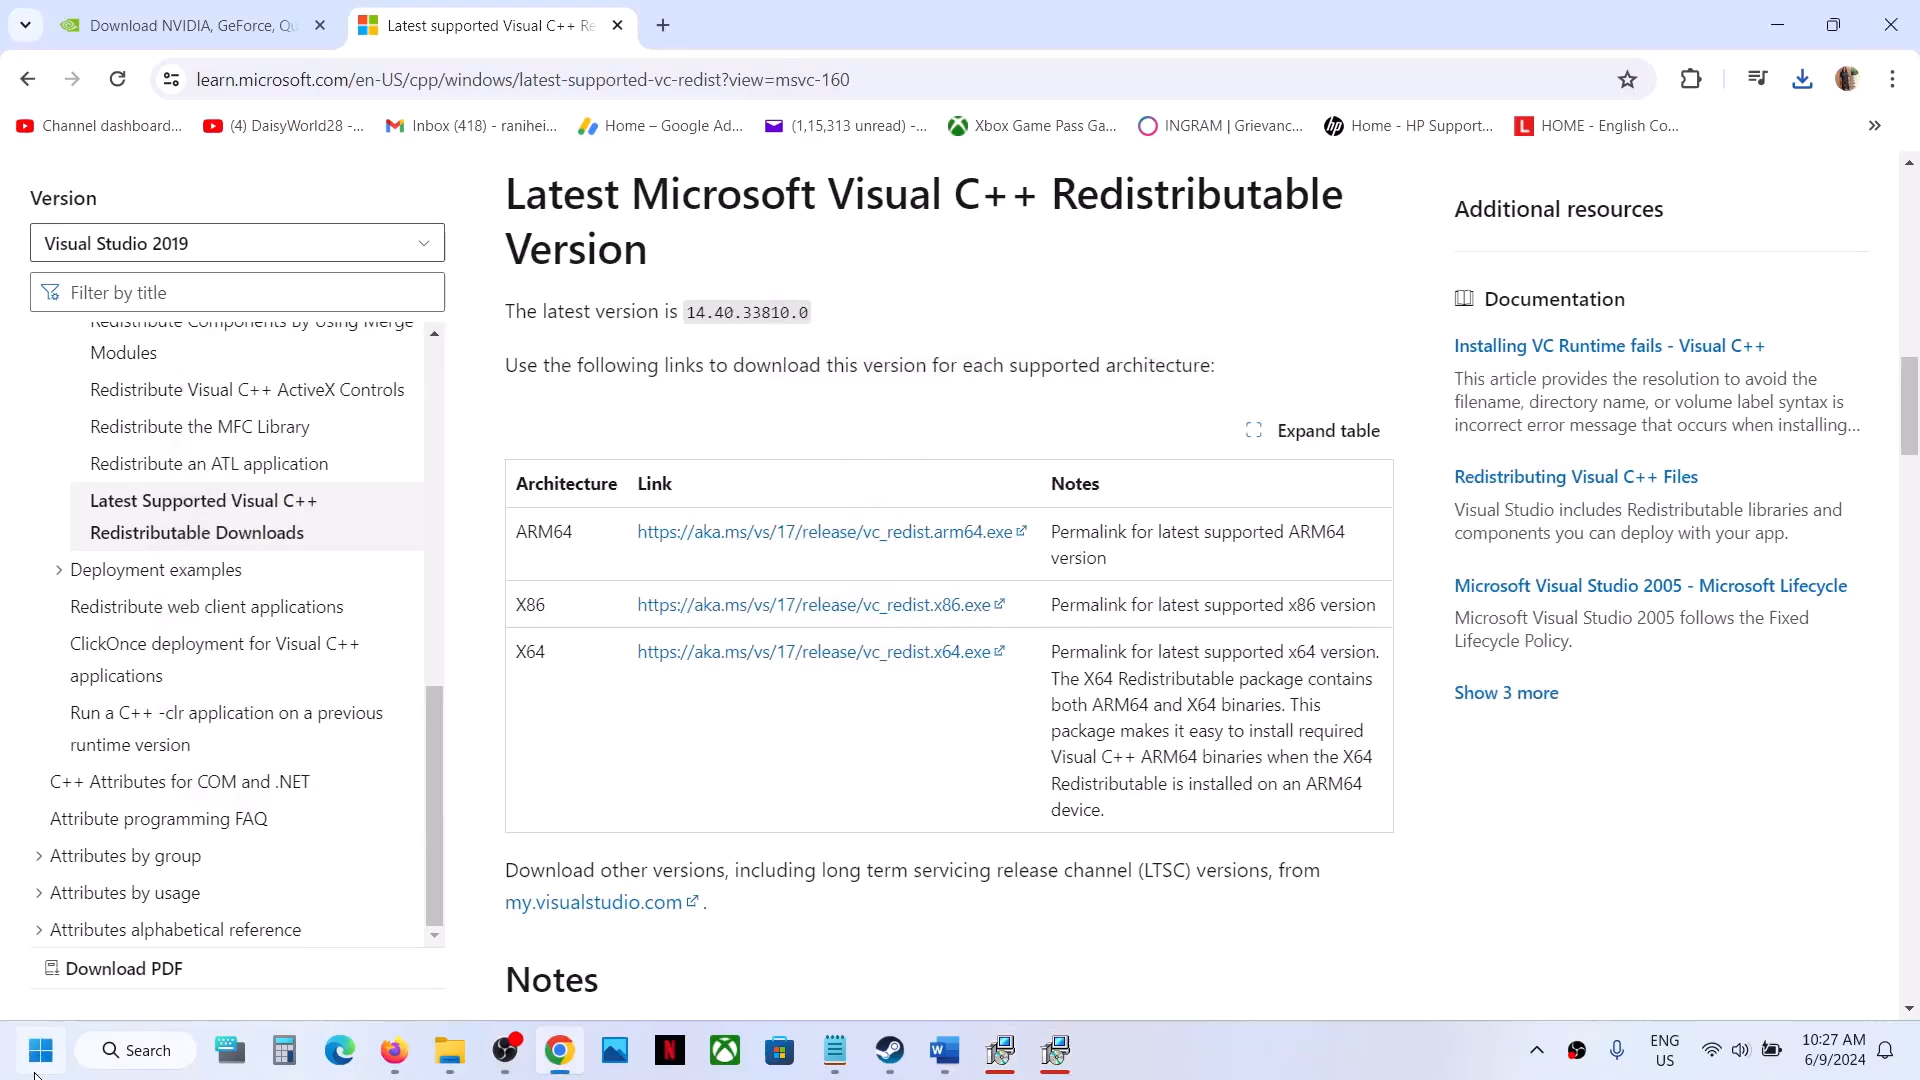 Download NVIDIA, GeForce, Qu
Latest supported Visual C++ Re
learn.microsoft.com/en-US/cpp/windows/latest-supported-vc-redist?view=msvc-160
Channel dashboard...
(4) DaisyWorld28 -...
Inbox (418) - ranihei...
Home – Google Ad...
(1,15,313 unread) -...
Xbox Game Pass Ga...
INGRAM | Grievanc...
Home - HP Support...
HOME - English Co...
Version
Visual Studio 2019
Filter by title
Redistribute Components By Using Merge
Modules
Redistribute Visual C++ ActiveX Controls
Redistribute the MFC Library
Redistribute an ATL application
Latest Supported Visual C++
Redistributable Downloads
Deployment examples
Redistribute web client applications
ClickOnce deployment for Visual C++
applications
Run a C++ -clr application on a previous
runtime version
C++ Attributes for COM and .NET
Attribute programming FAQ
Attributes by group
Attributes by usage
Attributes alphabetical reference
Download PDF
Latest Microsoft Visual C++ Redistributable
Version
The latest version is 14.40.33810.0
Use the following links to download this version for each supported architecture:
Expand table
Architecture Link Notes
ARM64 https://aka.ms/vs/17/release/vc_redist.arm64.exe Permalink for latest supported ARM64
version
X86 https://aka.ms/vs/17/release/vc_redist.x86.exe Permalink for latest supported x86 version
X64 https://aka.ms/vs/17/release/vc_redist.x64.exe Permalink for latest supported x64 version.
The X64 Redistributable package contains
both ARM64 and X64 binaries. This
package makes it easy to install required
Visual C++ ARM64 binaries when the X64
Redistributable is installed on an ARM64
device.
Download other versions, including long term servicing release channel (LTSC) versions, from
my.visualstudio.com .
Notes
Additional resources
Documentation
Installing VC Runtime fails - Visual C++
This article provides the resolution to avoid the
filename, directory name, or volume label syntax is
incorrect error message that occurs when installing...
Redistributing Visual C++ Files
Visual Studio includes Redistributable libraries and
components you can deploy with your app.
Microsoft Visual Studio 2005 - Microsoft Lifecycle
Microsoft Visual Studio 2005 follows the Fixed
Lifecycle Policy.
Show 3 more
Search
ENG
US
10:27 AM
6/9/2024